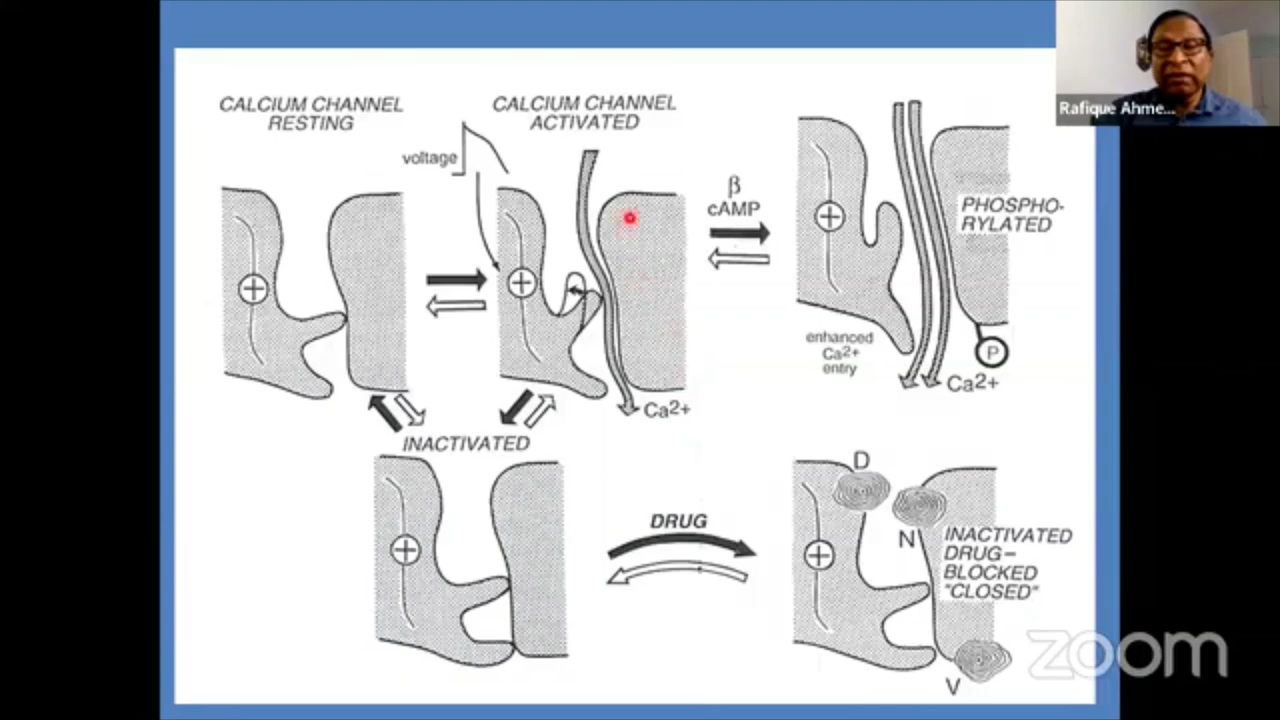 Rafique Ahme...
CALCIUM CHANNEL
RESTING
CALCIUM CHANNEL
ACTIVATED
voltage
+
+
Ca2+
β
cAMP
+
PHOSPHO-
RYLATED
enhanced
Ca2+
entry
P
Ca2+
INACTIVATED
+
DRUG
D
N
+
INACTIVATED
DRUG–
BLOCKED
"CLOSED"
V
zoom